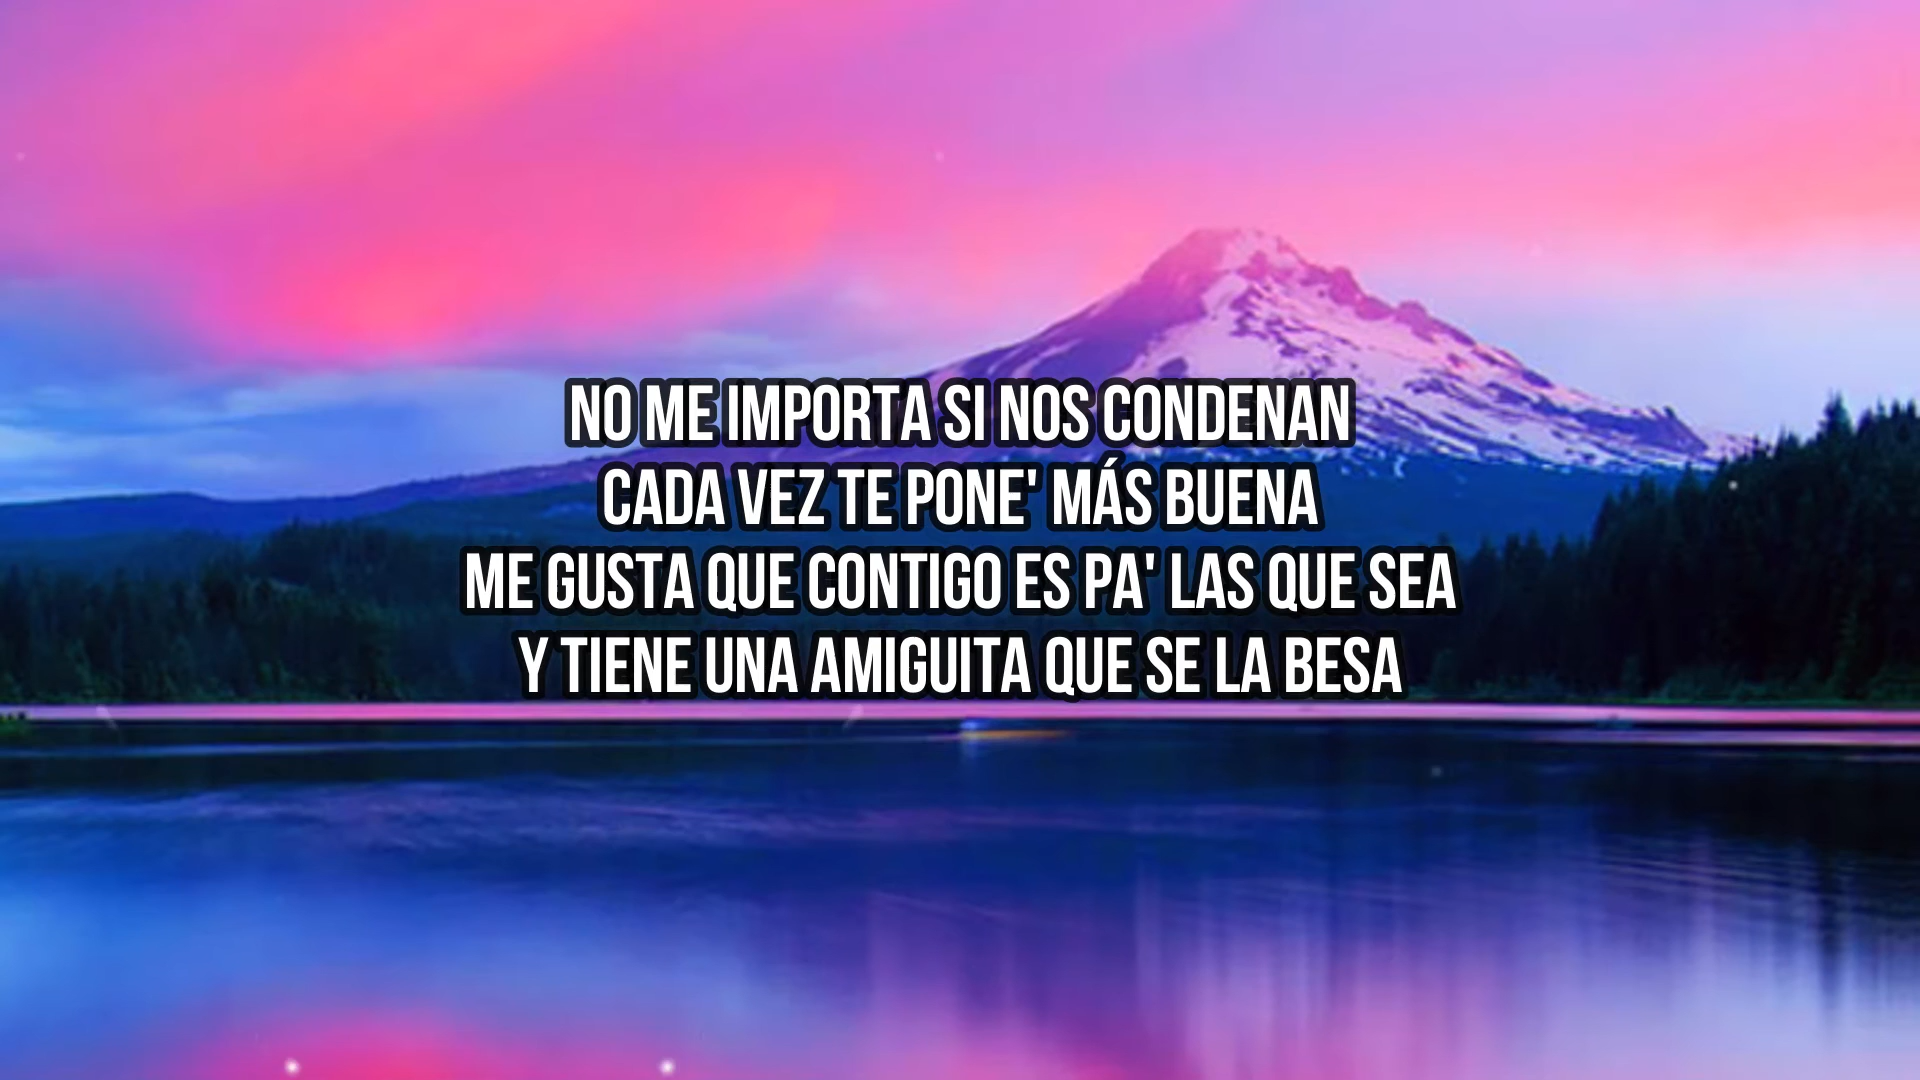 NO ME IMPORTA SI NOS CONDENAN
CADA VEZ TE PONE' MÁS BUENA
ME GUSTA QUE CONTIGO ES PA' LAS QUE SEA
Y TIENE UNA AMIGUITA QUE SE LA BESA